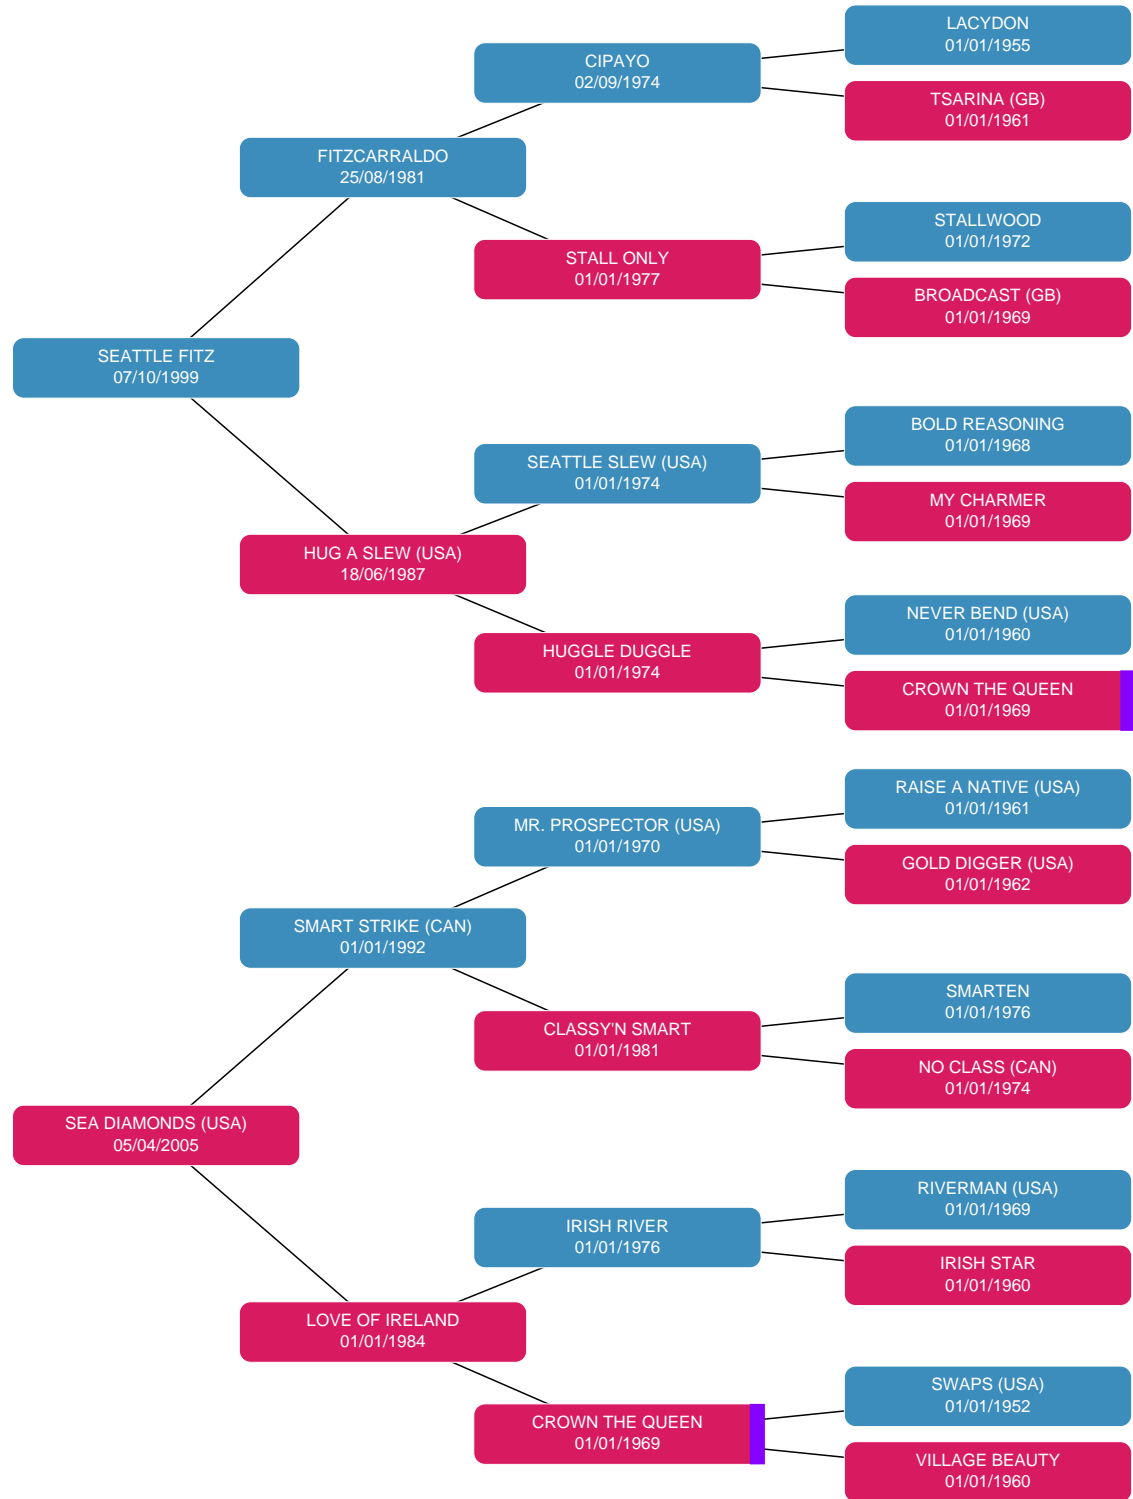 LACYDON
01/01/1955
CIPAYO
02/09/1974
TSARINA (GB)
01/01/1961
FITZCARRALDO
25/08/1981
STALLWOOD
01/01/1972
STALL ONLY
01/01/1977
BROADCAST (GB)
01/01/1969
SEATTLE FITZ
07/10/1999
BOLD REASONING
01/01/1968
SEATTLE SLEW (USA)
01/01/1974
MY CHARMER
01/01/1969
HUG A SLEW (USA)
18/06/1987
NEVER BEND (USA)
01/01/1960
HUGGLE DUGGLE
01/01/1974
CROWN THE QUEEN
01/01/1969
RAISE A NATIVE (USA)
01/01/1961
MR. PROSPECTOR (USA)
01/01/1970
GOLD DIGGER (USA)
01/01/1962
SMART STRIKE (CAN)
01/01/1992
SMARTEN
01/01/1976
CLASSY'N SMART
01/01/1981
NO CLASS (CAN)
01/01/1974
SEA DIAMONDS (USA)
05/04/2005
RIVERMAN (USA)
01/01/1969
IRISH RIVER
01/01/1976
IRISH STAR
01/01/1960
LOVE OF IRELAND
01/01/1984
SWAPS (USA)
01/01/1952
CROWN THE QUEEN
01/01/1969
VILLAGE BEAUTY
01/01/1960